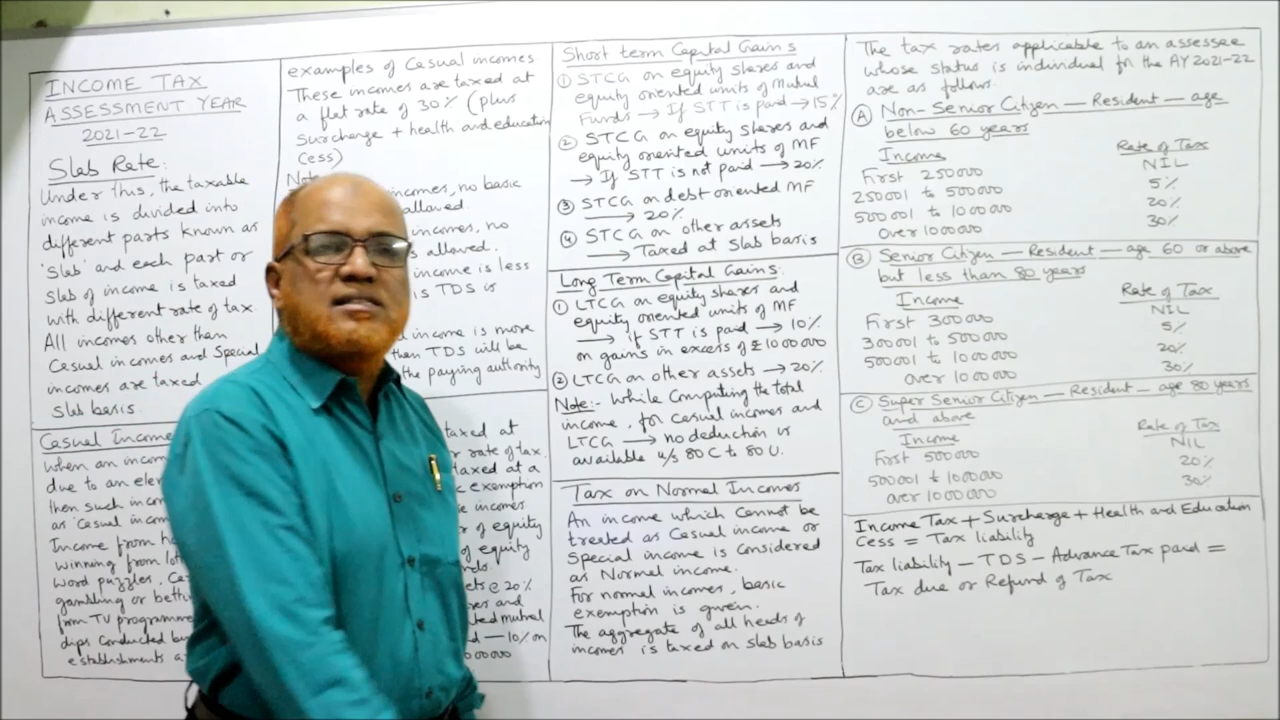 INCOME TAX
ASSESSMENT YEAR
2021-22
Slab Rate:
Under this, the taxable
income is divided into
different parts known as
'Slab' and each part or
slab of income is taxed
with different rate of tax
All incomes other than
Casual incomes and Special
incomes are taxed
Slab basis.
Casual Income
When an incom
due to an ele
then such incom
as 'Casual incom
Income from h
winning from lot
word puzzles, Ca
gambling or bett
from TV programme
dips conducted by
establishments a
examples of Casual incomes
These incomes are taxed at
a flat rate of 30% (plus
Surcharge + health and education
Cess)
Note
incomes, no basic
allowed.
incomes, no
is allowed.
income is less
is TDS is
income is more
then TDS will be
the paying authority
taxed at
r rate of tax.
taxed at a
c exemption
e incomes.
r of equity
of equity
nds.
ets @ 20%
res and
ted mutual
d — 10% on
00000
Short term Capital Gains
① STCG on equity shares and
equity oriented units of Mutual
Funds → If STT is paid → 15%
② STCG on equity shares and
equity oriented units of MF
→ If STT is not paid → 20%
③ STCG on debt oriented MF
→ 20%
④ STCG on other assets
→ Taxed at slab basis
Long Term Capital Gains:
① LTCG on equity shares and
equity oriented units of MF
→ if STT is paid → 10%
on gains in excess of ₹ 1000000
② LTCG on other assets → 20%
Note:- While Computing the total
income, for casual incomes and
LTCG → no deduction is
available u/s 80C to 80U.
Tax on Normal Incomes
An income which cannot be
treated as Casual income or
Special income is considered
as Normal income.
For normal incomes, basic
exemption is given.
The aggregate of all heads of
incomes is taxed on slab basis
The tax rates applicable to an assessee
whose status is individual for the AY 2021-22
are as follows.
Ⓐ Non-Senior Citizen — Resident — age
below 60 years
Income Rate of Tax
First 250000 NIL
250001 to 500000 5%
500001 to 1000000 20%
Over 1000000 30%
Ⓑ Senior Citizen — Resident — age 60 or above
but less than 80 years
Income Rate of Tax
First 300000 NIL
300001 to 500000 5%
500001 to 1000000 20%
over 1000000 30%
Ⓒ Super Senior Citizen — Resident — age 80 years
and above
Income Rate of Tax
First 500000 NIL
500001 to 1000000 20%
over 1000000 30%
Income Tax + Surcharge + Health and Education
Cess = Tax liability
Tax liability — TDS — Advance Tax paid =
Tax due or Refund of Tax